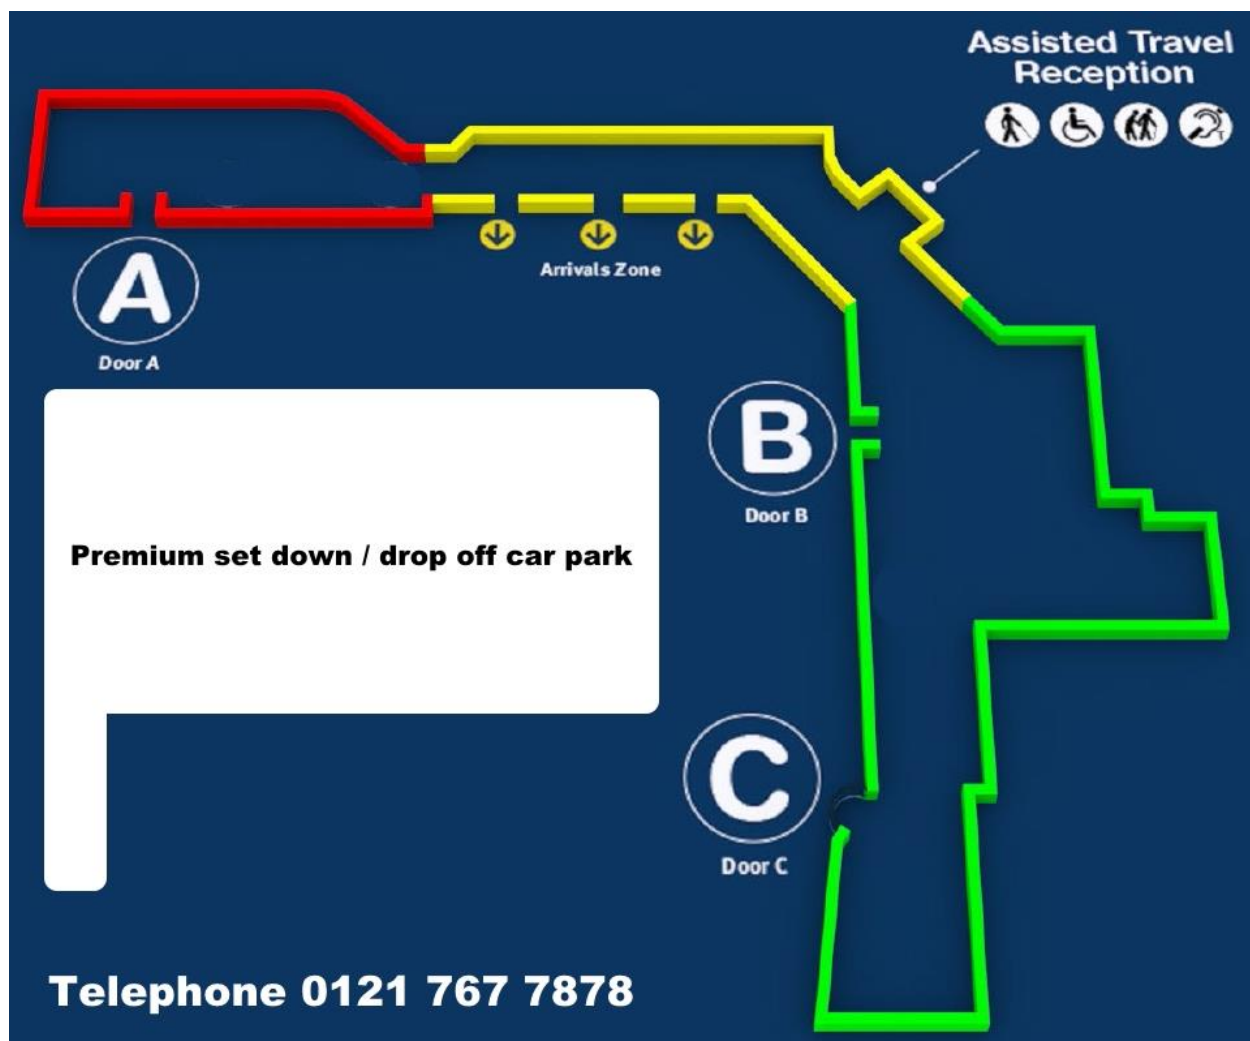 Assisted Travel
Reception
T
Arrivals Zone
A
Door A
B
Door B
Premium set down / drop off car park
C
Door C
Telephone 0121 767 7878